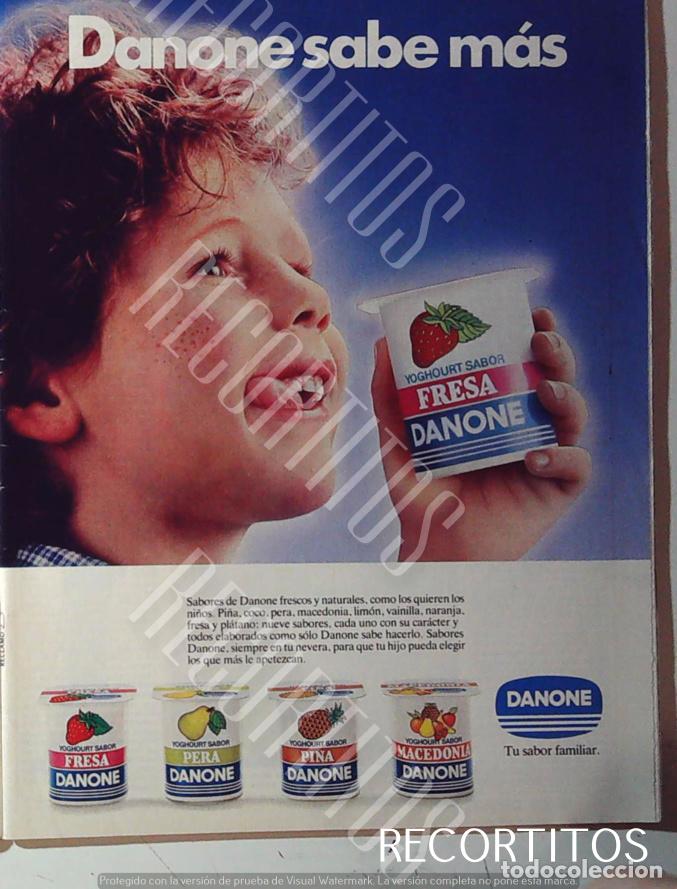 Danone sabe más
RECORTITOS
YOGHOURT SABOR
FRESA
DANONE
RECORTITOS
Sabores de Danone frescos y naturales, como los quieren los
niños. Piña, coco, pera, macedonia, limón, vainilla, naranja,
fresa y plátano: nueve sabores, cada uno con su carácter y
todos elaborados como sólo Danone sabe hacerlo. Sabores
Danone, siempre en tu nevera, para que tu hijo pueda elegir
los que más le apetezcan.
RECORTITOS
YOGHOURT SABOR
FRESA
DANONE
YOGHOURT SABOR
PERA
DANONE
YOGHOURT SABOR
PIÑA
DANONE
YOGHOURT SABOR
MACEDONIA
DANONE
DANONE
Tu sabor familiar.
RECORTITOS
todocoleccion
Protegido con la versión de prueba de Visual Watermark. La versión completa no pone esta marca.